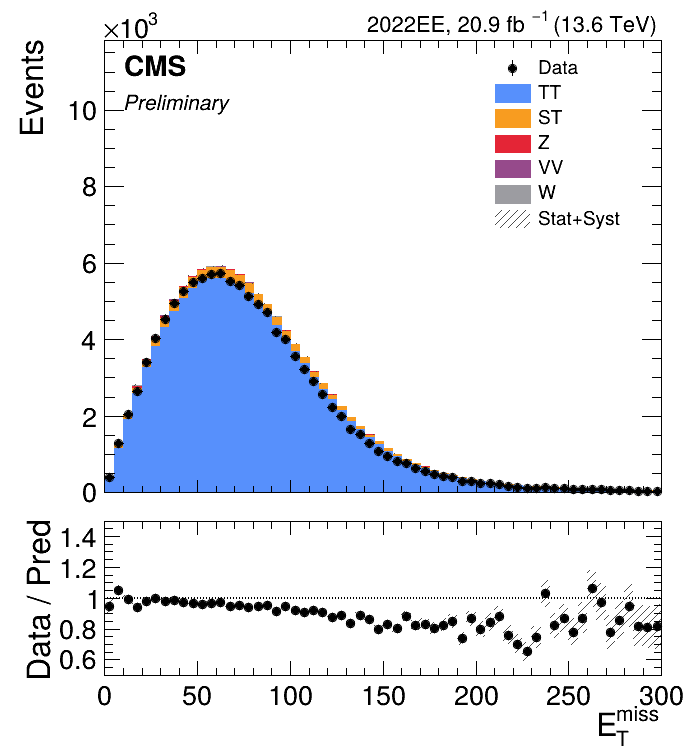 ×10³
2022EE, 20.9 fb ⁻¹ (13.6 TeV)
CMS
Preliminary
Events
10
8
6
4
2
0
Data
TT
ST
Z
VV
W
Stat+Syst
Data / Pred
1.4
1.2
1
0.8
0.6
0 50 100 150 200 250 300
E_T^miss